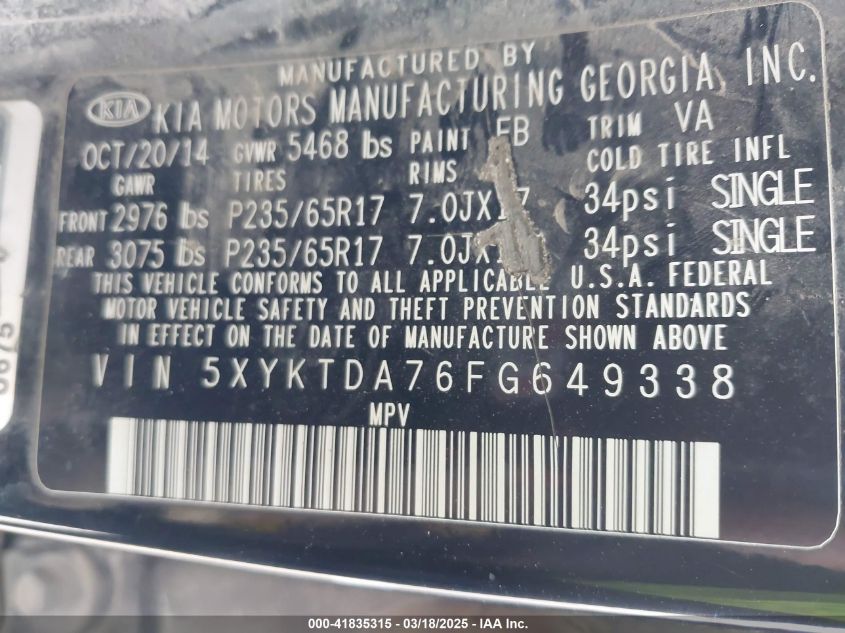 MANUFACTURED BY
KIA KIA MOTORS MANUFACTURING GEORGIA, INC.
OCT/20/14 GVWR 5468 lbs PAINT EB TRIM VA
GAWR TIRES RIMS COLD TIRE INFL
FRONT 2976 lbs P235/65R17 7.0JX17 34psi SINGLE
REAR 3075 lbs P235/65R17 34psi SINGLE
THIS VEHICLE CONFORMS TO ALL APPLICABLE U.S.A. FEDERAL
MOTOR VEHICLE SAFETY AND THEFT PREVENTION STANDARDS
IN EFFECT ON THE DATE OF MANUFACTURE SHOWN ABOVE
VIN 5XYKTDA76FG649338
MPV
000-41835315 - 03/18/2025 - IAA Inc.